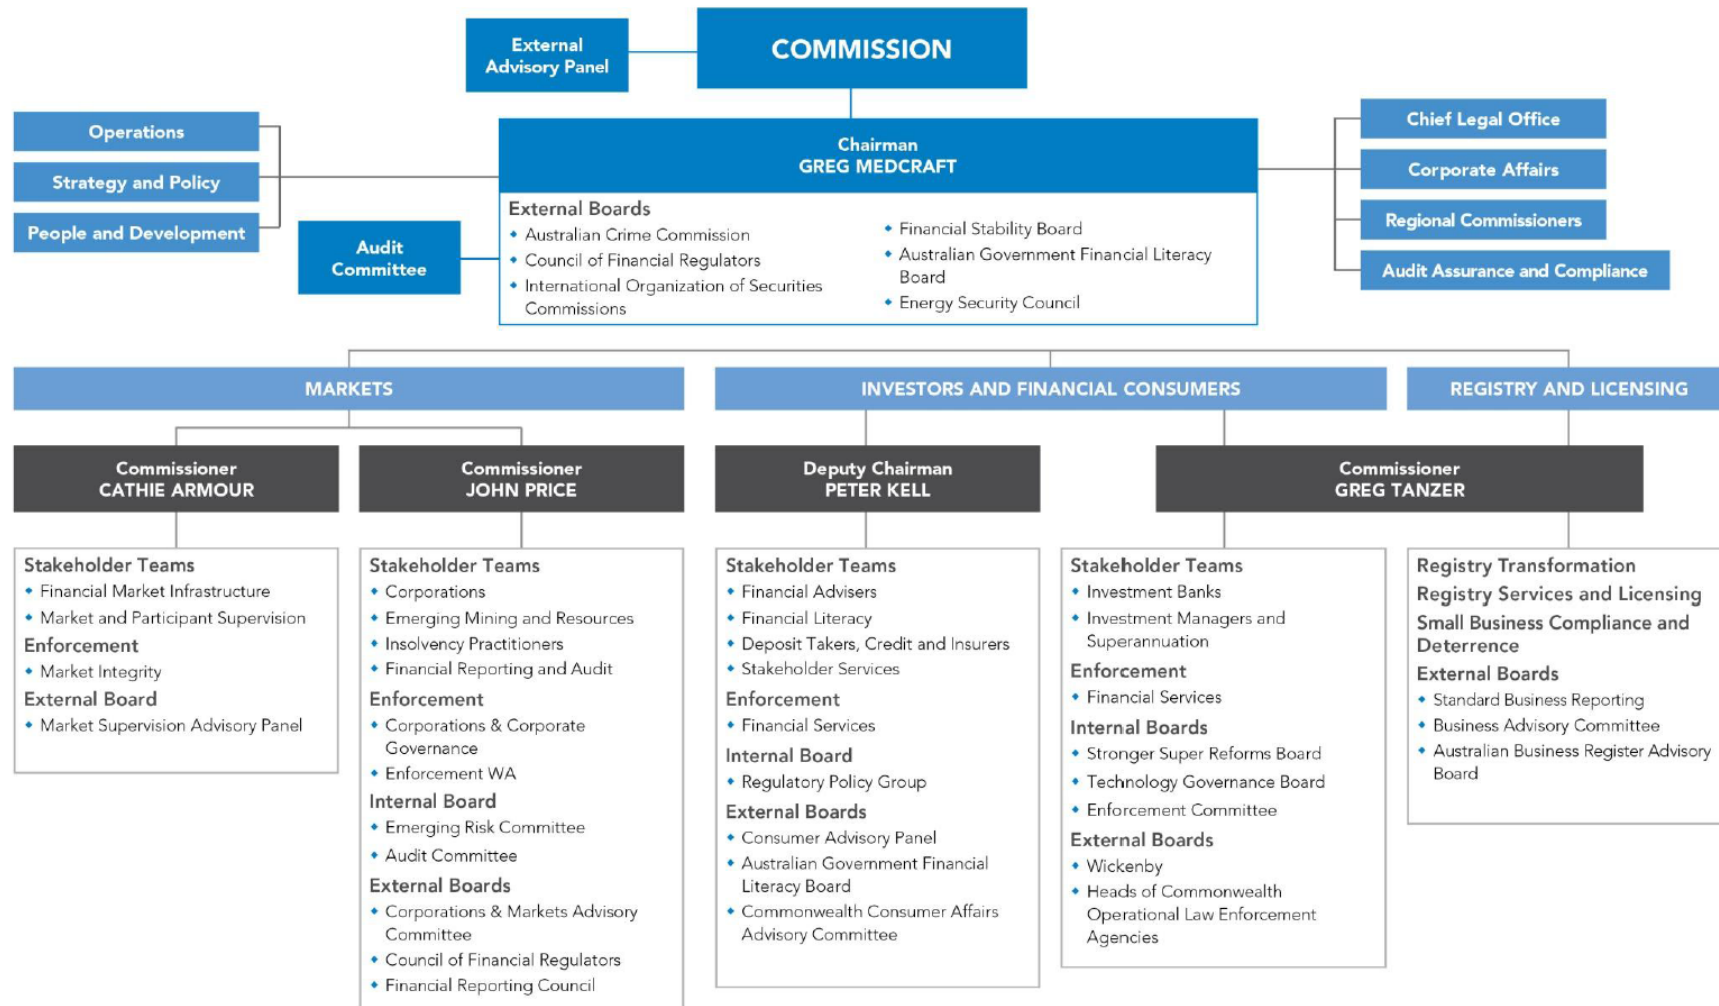 External
Advisory Panel
COMMISSION
Operations
Strategy and Policy
People and Development
Chairman
GREG MEDCRAFT
Chief Legal Office
Corporate Affairs
Regional Commissioners
Audit Assurance and Compliance
Audit
Committee
External Boards
Australian Crime Commission
Council of Financial Regulators
International Organization of Securities
Commissions
Financial Stability Board
Australian Government Financial Literacy
Board
Energy Security Council
MARKETS
INVESTORS AND FINANCIAL CONSUMERS
REGISTRY AND LICENSING
Commissioner
CATHIE ARMOUR
Commissioner
JOHN PRICE
Deputy Chairman
PETER KELL
Commissioner
GREG TANZER
Stakeholder Teams
Financial Market Infrastructure
Market and Participant Supervision
Enforcement
Market Integrity
External Board
Market Supervision Advisory Panel
Stakeholder Teams
Corporations
Emerging Mining and Resources
Insolvency Practitioners
Financial Reporting and Audit
Enforcement
Corporations & Corporate
Governance
Enforcement WA
Internal Board
Emerging Risk Committee
Audit Committee
External Boards
Corporations & Markets Advisory
Committee
Council of Financial Regulators
Financial Reporting Council
Stakeholder Teams
Financial Advisers
Financial Literacy
Deposit Takers, Credit and Insurers
Stakeholder Services
Enforcement
Financial Services
Internal Board
Regulatory Policy Group
External Boards
Consumer Advisory Panel
Australian Government Financial
Literacy Board
Commonwealth Consumer Affairs
Advisory Committee
Stakeholder Teams
Investment Banks
Investment Managers and
Superannuation
Enforcement
Financial Services
Internal Boards
Stronger Super Reforms Board
Technology Governance Board
Enforcement Committee
External Boards
Wickenby
Heads of Commonwealth
Operational Law Enforcement
Agencies
Registry Transformation
Registry Services and Licensing
Small Business Compliance and
Deterrence
External Boards
Standard Business Reporting
Business Advisory Committee
Australian Business Register Advisory
Board